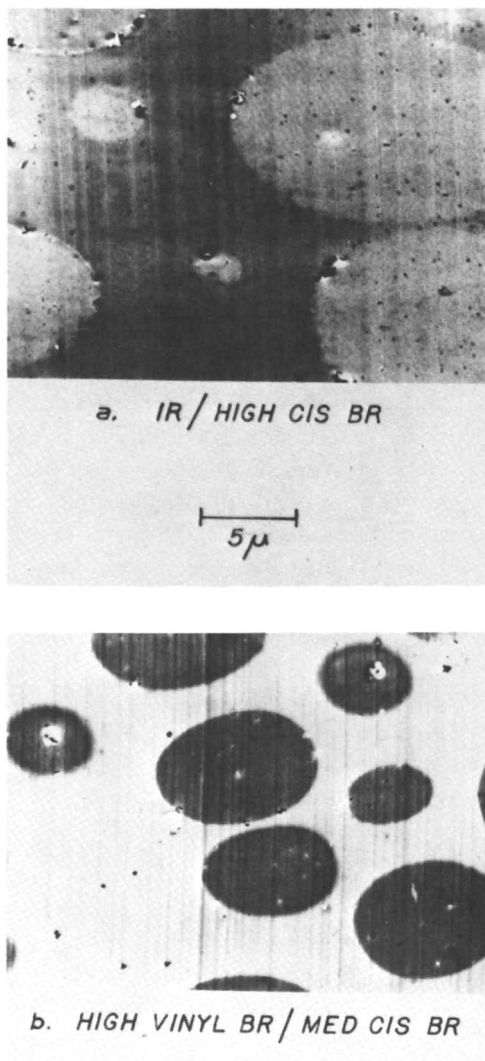 a. IR / HIGH CIS BR
5μ
b. HIGH VINYL BR / MED CIS BR